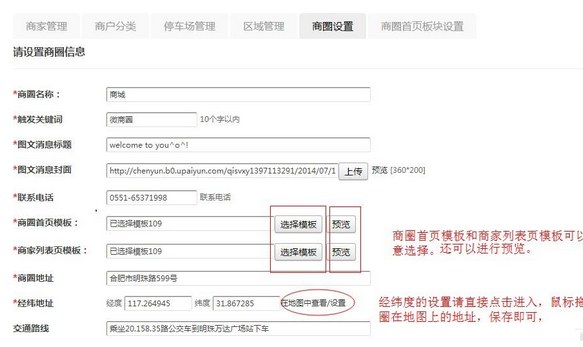 商家管理 商户分类 停车场管理 区域管理 商圈设置 商圈首页板块设置
请设置商圈信息
*商圈名称： 商城
*触发关键词 微商圈 10个字以内
*图文消息标题 welcome to you^o^!
*图文消息封面 http://chenyun.b0.upaiyun.com/qisvxy1397113291/2014/07/1 上传 预览 [360*200]
*联系电话 0551-65371998 联系电话
*商圈首页模板： 已选择模板109 选择模板 预览
*商家列表页模板： 已选择模板109 选择模板 预览
商圈首页模板和商家列表页模板可以
意选择。还可以进行预览。
*商圈地址 合肥市明珠路599号
*经纬地址 经度 117.264945 纬度 31.867285 在地图中查看/设置
经纬度的设置请直接点击进入，鼠标拖
圈在地图上的地址，保存即可，
交通路线 乘坐20.158.35路公交车到明珠万达广场站下车